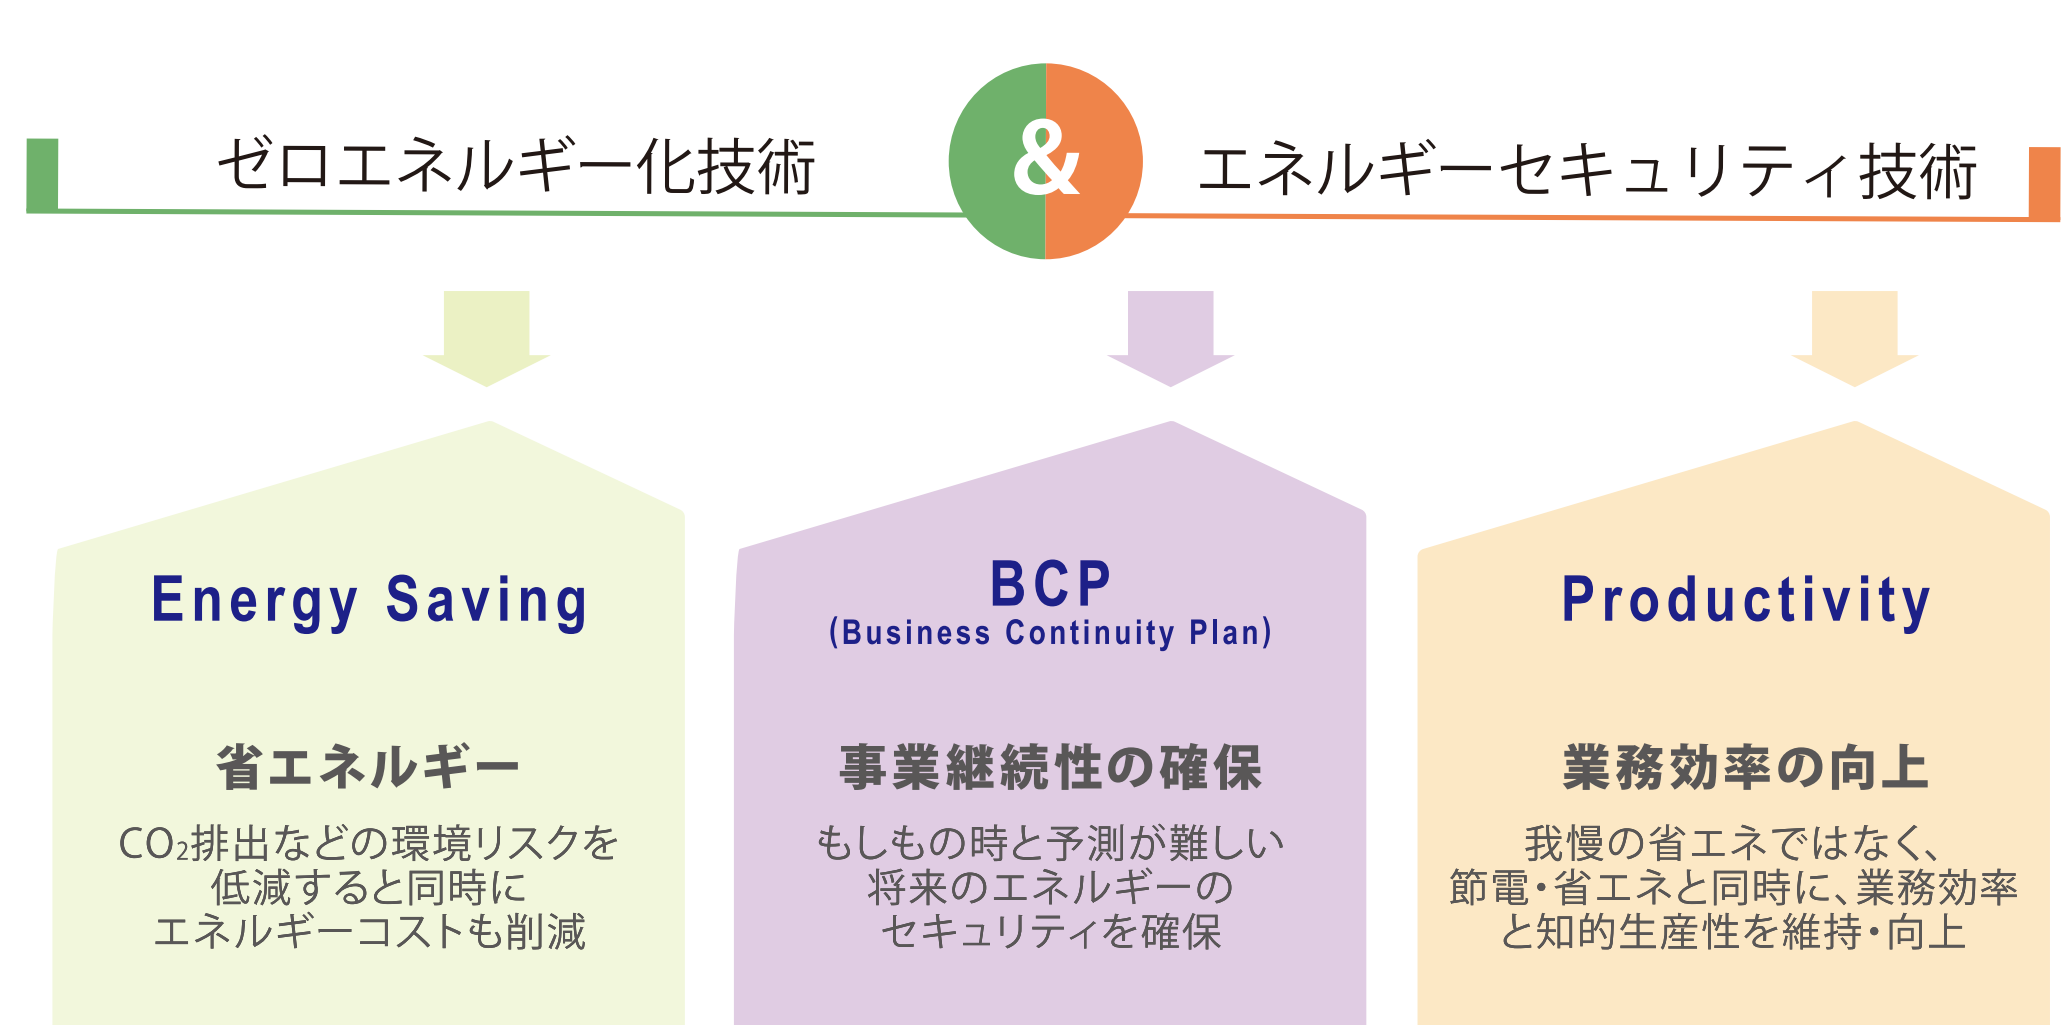 ゼロエネルギー化技術
&
エネルギーセキュリティ技術
Energy Saving
省エネルギー
CO₂排出などの環境リスクを
低減すると同時に
エネルギーコストも削減
BCP
(Business Continuity Plan)
事業継続性の確保
もしもの時と予測が難しい
将来のエネルギーの
セキュリティを確保
Productivity
業務効率の向上
我慢の省エネではなく、
節電・省エネと同時に、業務効率
と知的生産性を維持・向上